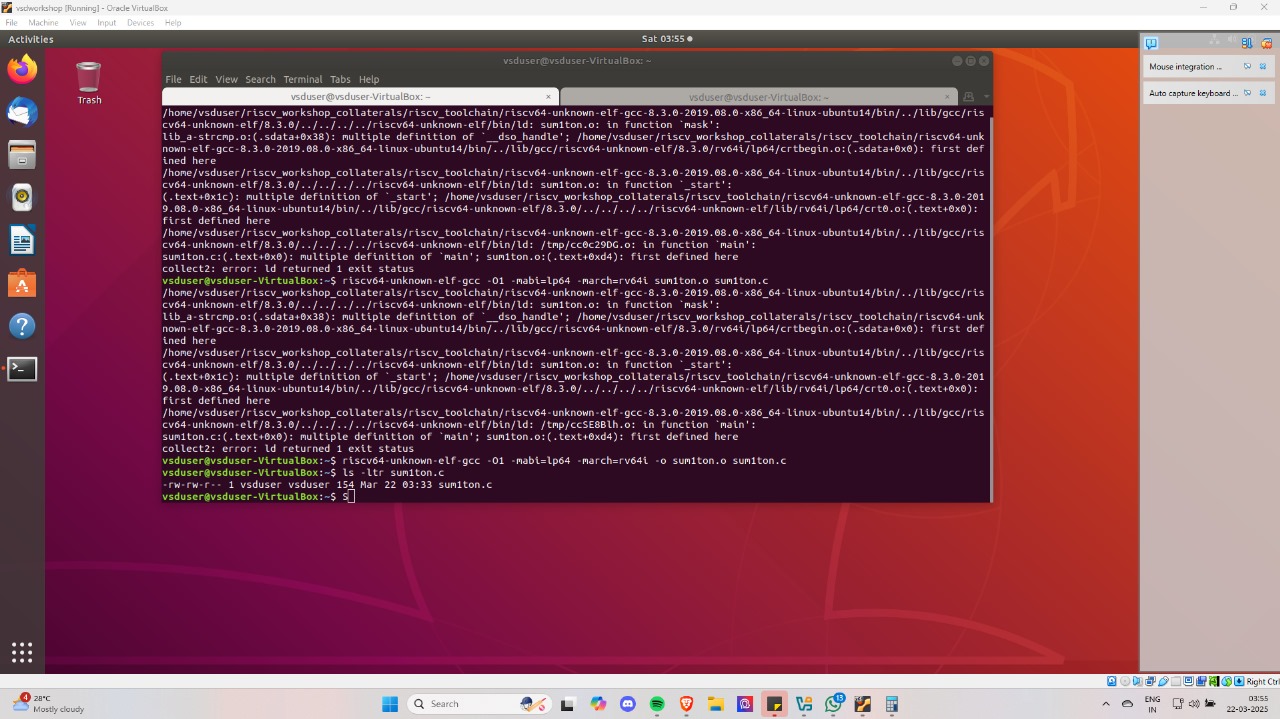 vsdworkshop [Running] - Oracle VirtualBox
File Machine View Input Devices Help
Activities
Sat 03:55
Trash
vsduser@vsduser-VirtualBox: ~
File Edit View Search Terminal Tabs Help
vsduser@vsduser-VirtualBox: ~
vsduser@vsduser-VirtualBox: ~
/home/vsduser/riscv_workshop_collaterals/riscv_toolchain/riscv64-unknown-elf-gcc-8.3.0-2019.08.0-x86_64-linux-ubuntu14/bin/../lib/gcc/ris
cv64-unknown-elf/8.3.0/../../../../riscv64-unknown-elf/bin/ld: sum1ton.o: in function `mask':
lib_a-strcmp.o:(.sdata+0x38): multiple definition of `__dso_handle'; /home/vsduser/riscv_workshop_collaterals/riscv_toolchain/riscv64-unk
nown-elf-gcc-8.3.0-2019.08.0-x86_64-linux-ubuntu14/bin/../lib/gcc/riscv64-unknown-elf/8.3.0/rv64i/lp64/crtbegin.o:(.sdata+0x0): first def
ined here
/home/vsduser/riscv_workshop_collaterals/riscv_toolchain/riscv64-unknown-elf-gcc-8.3.0-2019.08.0-x86_64-linux-ubuntu14/bin/../lib/gcc/ris
cv64-unknown-elf/8.3.0/../../../../riscv64-unknown-elf/bin/ld: sum1ton.o: in function `_start':
(.text+0x1c): multiple definition of `_start'; /home/vsduser/riscv_workshop_collaterals/riscv_toolchain/riscv64-unknown-elf-gcc-8.3.0-201
9.08.0-x86_64-linux-ubuntu14/bin/../lib/gcc/riscv64-unknown-elf/8.3.0/../../../../riscv64-unknown-elf/lib/rv64i/lp64/crt0.o:(.text+0x0):
first defined here
/home/vsduser/riscv_workshop_collaterals/riscv_toolchain/riscv64-unknown-elf-gcc-8.3.0-2019.08.0-x86_64-linux-ubuntu14/bin/../lib/gcc/ris
cv64-unknown-elf/8.3.0/../../../../riscv64-unknown-elf/bin/ld: /tmp/cc0c29DG.o: in function `main':
sum1ton.c:(.text+0x0): multiple definition of `main'; sum1ton.o:(.text+0xd4): first defined here
collect2: error: ld returned 1 exit status
vsduser@vsduser-VirtualBox:~$ riscv64-unknown-elf-gcc -O1 -mabi=lp64 -march=rv64i sum1ton.o sum1ton.c
/home/vsduser/riscv_workshop_collaterals/riscv_toolchain/riscv64-unknown-elf-gcc-8.3.0-2019.08.0-x86_64-linux-ubuntu14/bin/../lib/gcc/ris
cv64-unknown-elf/8.3.0/../../../../riscv64-unknown-elf/bin/ld: sum1ton.o: in function `mask':
lib_a-strcmp.o:(.sdata+0x38): multiple definition of `__dso_handle'; /home/vsduser/riscv_workshop_collaterals/riscv_toolchain/riscv64-unk
nown-elf-gcc-8.3.0-2019.08.0-x86_64-linux-ubuntu14/bin/../lib/gcc/riscv64-unknown-elf/8.3.0/rv64i/lp64/crtbegin.o:(.sdata+0x0): first def
ined here
/home/vsduser/riscv_workshop_collaterals/riscv_toolchain/riscv64-unknown-elf-gcc-8.3.0-2019.08.0-x86_64-linux-ubuntu14/bin/../lib/gcc/ris
cv64-unknown-elf/8.3.0/../../../../riscv64-unknown-elf/bin/ld: sum1ton.o: in function `_start':
(.text+0x1c): multiple definition of `_start'; /home/vsduser/riscv_workshop_collaterals/riscv_toolchain/riscv64-unknown-elf-gcc-8.3.0-201
9.08.0-x86_64-linux-ubuntu14/bin/../lib/gcc/riscv64-unknown-elf/8.3.0/../../../../riscv64-unknown-elf/lib/rv64i/lp64/crt0.o:(.text+0x0):
first defined here
/home/vsduser/riscv_workshop_collaterals/riscv_toolchain/riscv64-unknown-elf-gcc-8.3.0-2019.08.0-x86_64-linux-ubuntu14/bin/../lib/gcc/ris
cv64-unknown-elf/8.3.0/../../../../riscv64-unknown-elf/bin/ld: /tmp/ccSE8Blh.o: in function `main':
sum1ton.c:(.text+0x0): multiple definition of `main'; sum1ton.o:(.text+0xd4): first defined here
collect2: error: ld returned 1 exit status
vsduser@vsduser-VirtualBox:~$ riscv64-unknown-elf-gcc -O1 -mabi=lp64 -march=rv64i -o sum1ton.o sum1ton.c
vsduser@vsduser-VirtualBox:~$ ls -ltr sum1ton.c
-rw-rw-r-- 1 vsduser vsduser 154 Mar 22 03:33 sum1ton.c
vsduser@vsduser-VirtualBox:~$ S
Mouse integration ...
Auto capture keyboard ...
Right Ctrl
4
28°C
Mostly cloudy
Search
13
ENG
IN
03:55
22-03-2025